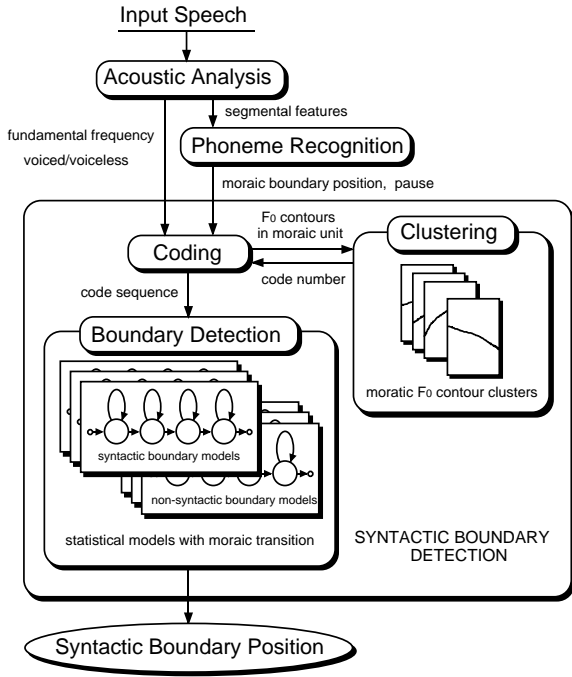 Input Speech
Acoustic Analysis
segmental features
fundamental frequency
voiced/voiceless
Phoneme Recognition
moraic boundary position, pause
F0 contours
in moraic unit
Clustering
Coding
code number
code sequence
Boundary Detection
moratic F0 contour clusters
syntactic boundary models
non-syntactic boundary models
statistical models with moraic transition
SYNTACTIC BOUNDARY
DETECTION
Syntactic Boundary Position